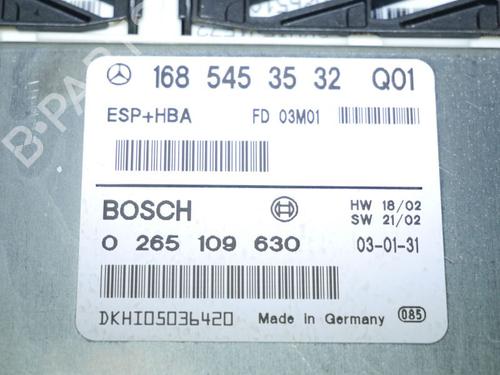 168 545 35 32 Q01
ESP+HBA FD 03M01
BOSCH HW 18/02
SW 21/02
0 265 109 630 03-01-31
DKHI05036420 Made in Germany 085